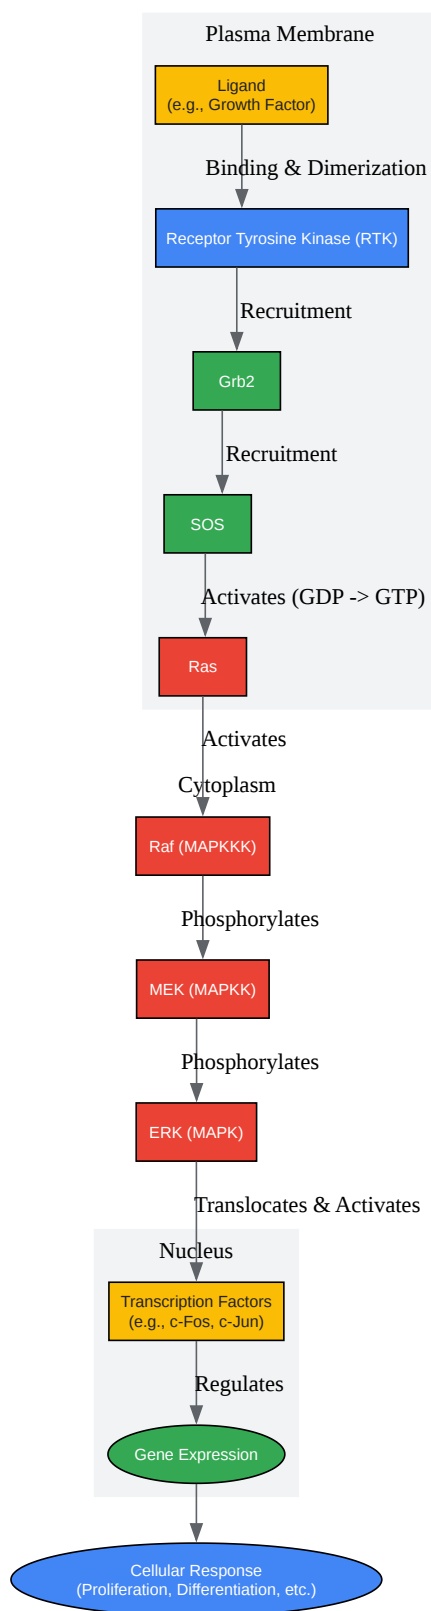 Plasma Membrane
Ligand
(e.g., Growth Factor)
Binding & Dimerization
Receptor Tyrosine Kinase (RTK)
Recruitment
Grb2
Recruitment
SOS
Activates (GDP -> GTP)
Ras
Activates
Cytoplasm
Raf (MAPKKK)
Phosphorylates
MEK (MAPKK)
Phosphorylates
ERK (MAPK)
Translocates & Activates
Nucleus
Transcription Factors
(e.g., c-Fos, c-Jun)
Regulates
Gene Expression
Cellular Response
(Proliferation, Differentiation, etc.)